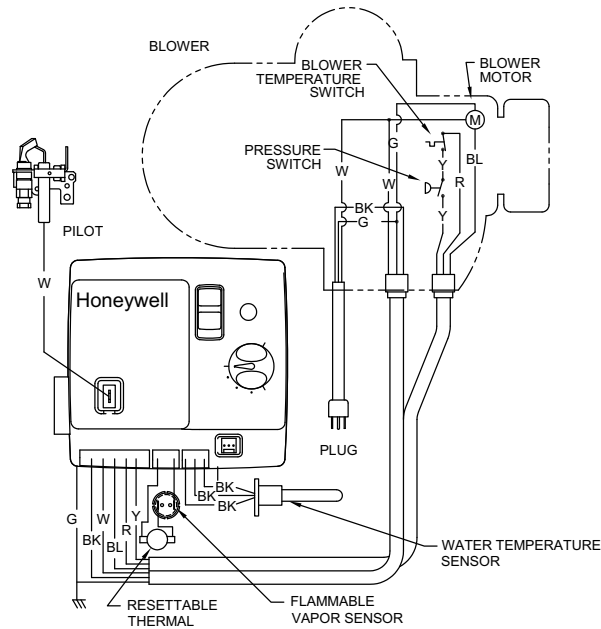 BLOWER
BLOWER
TEMPERATURE
SWITCH
BLOWER
MOTOR
M
G
BL
PRESSURE
SWITCH
Y
R
W
W
BK
Y
G
PILOT
W
Honeywell
PLUG
BK
BK
BK
G
BK
W
BL
R
Y
WATER TEMPERATURE
SENSOR
RESETTABLE
THERMAL
FLAMMABLE
VAPOR SENSOR